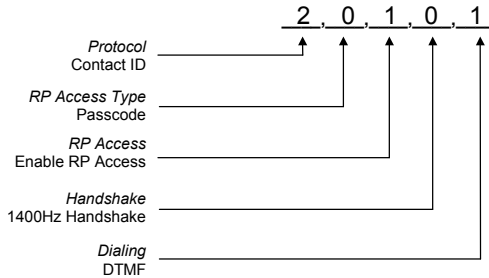 2,0,1,0,1
Protocol
Contact ID
RP Access Type
Passcode
RP Access
Enable RP Access
Handshake
1400Hz Handshake
Dialing
DTMF